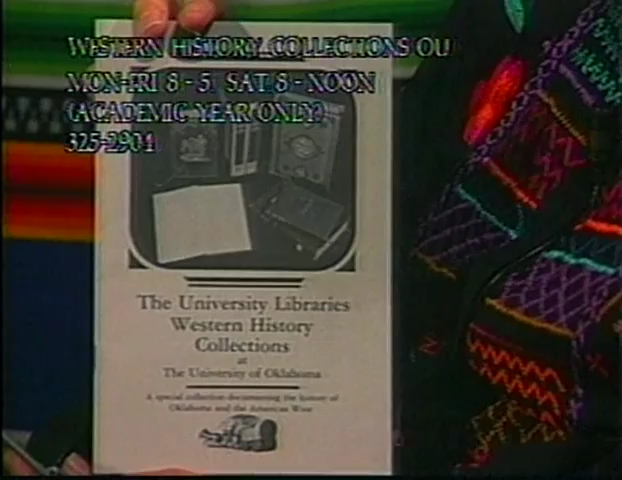 WESTERN HISTORY COLLECTIONS OU
MON-FRI 8-5 SAT 8-NOON
(ACADEMIC YEAR ONLY)
325-2904
The University Libraries
Western History
Collections
at
The University of Oklahoma
A special collection documenting the history of
Oklahoma and the American West